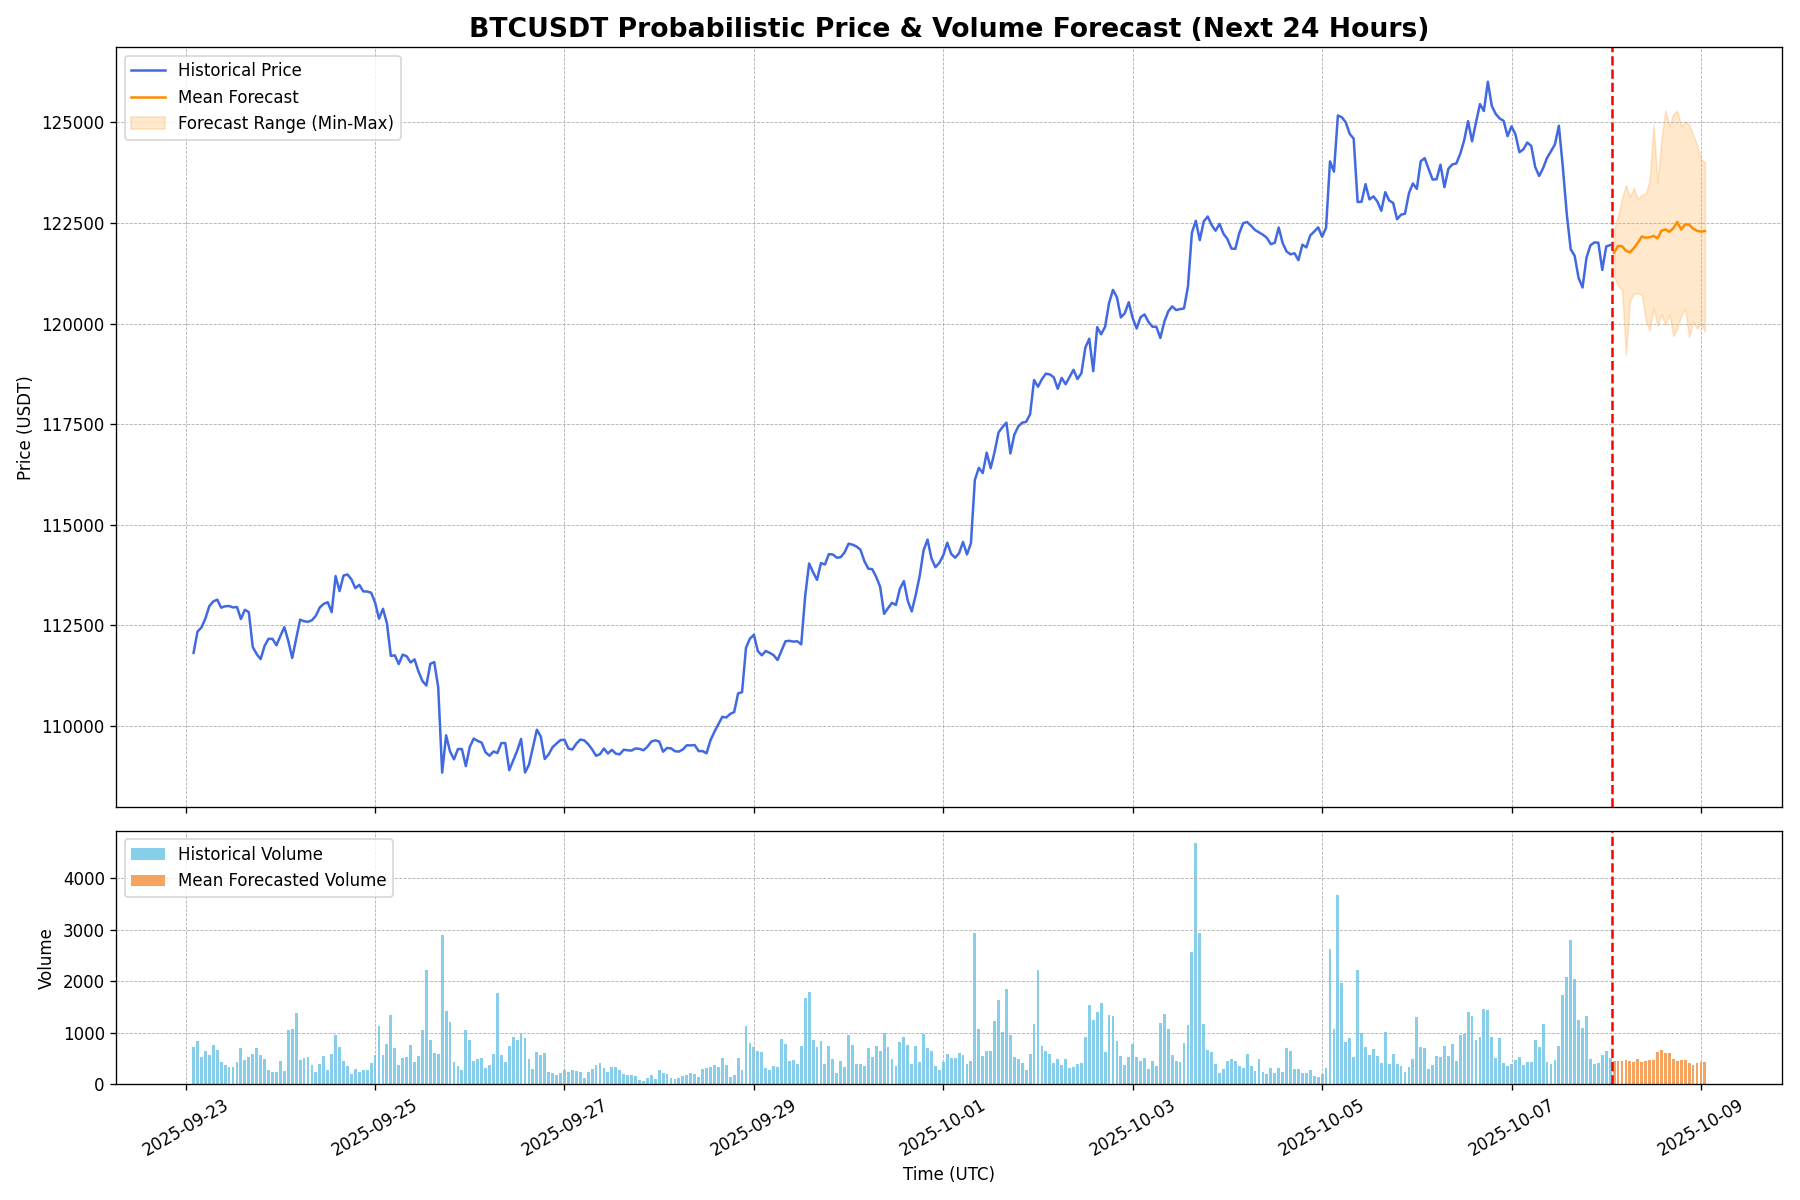 BTCUSDT Probabilistic Price & Volume Forecast (Next 24 Hours)
Historical Price
Mean Forecast
Forecast Range (Min-Max)
125000
122500
120000
117500
115000
112500
110000
Price (USDT)
Historical Volume
Mean Forecasted Volume
4000
3000
2000
1000
0
Volume
2025-09-23
2025-09-25
2025-09-27
2025-09-29
2025-10-01
2025-10-03
2025-10-05
2025-10-07
2025-10-09
Time (UTC)